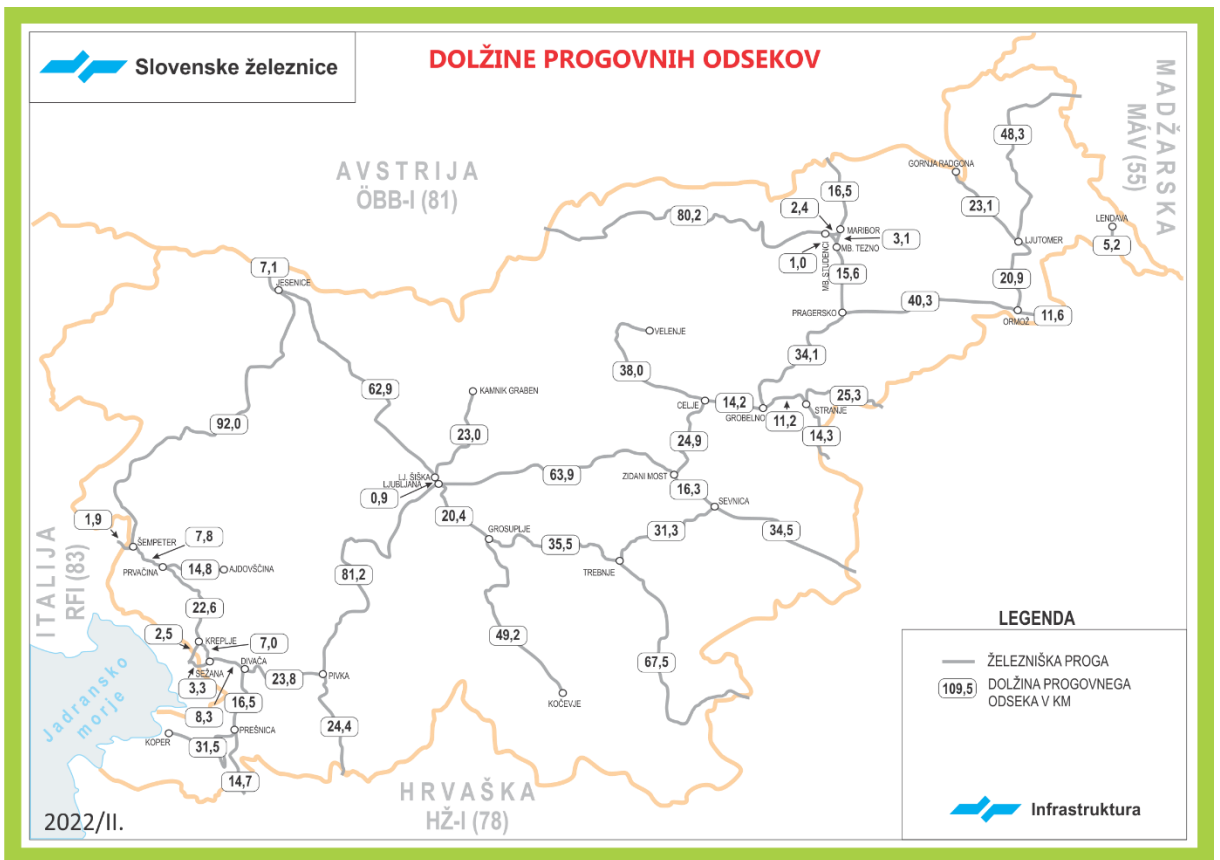 Slovenske železnice
DOLŽINE PROGOVNIH ODSEKOV
AVSTRIJA
ÖBB-I (81)
MADŽARSKA
MÁV (55)
48,3
GORNJA RADGONA
16,5
23,1
2,4
80,2
LENDAVA
MARIBOR
3,1
LJUTOMER
5,2
MB. TEZNO
MB. STUDENCI
1,0
7,1
JESENICE
15,6
20,9
40,3
PRAGERSKO
11,6
ORMOŽ
VELENJE
34,1
38,0
62,9
KAMNIK GRABEN
25,3
CELJE
14,2
STRANJE
GROBELNO
11,2
92,0
23,0
24,9
14,3
LJ. ŠIŠKA
63,9
ZIDANI MOST
LJUBLJANA
16,3
0,9
SEVNICA
20,4
1,9
GROSUPLJE
31,3
34,5
7,8
ŠEMPETER
35,5
ITALIJA
RFI (83)
PRVAČINA
14,8
AJDOVŠČINA
TREBNJE
81,2
22,6
LEGENDA
2,5
KREPLJE
7,0
49,2
DIVAČA
67,5
ŽELEZNIŠKA PROGA
SEŽANA
23,8
PIVKA
3,3
109,5
DOLŽINA PROGOVNEGA
ODSEKA V KM
Jadransko
morje
16,5
KOČEVJE
8,3
24,4
PREŠNICA
KOPER
31,5
14,7
HRVAŠKA
HŽ-I (78)
Infrastruktura
2022/II.